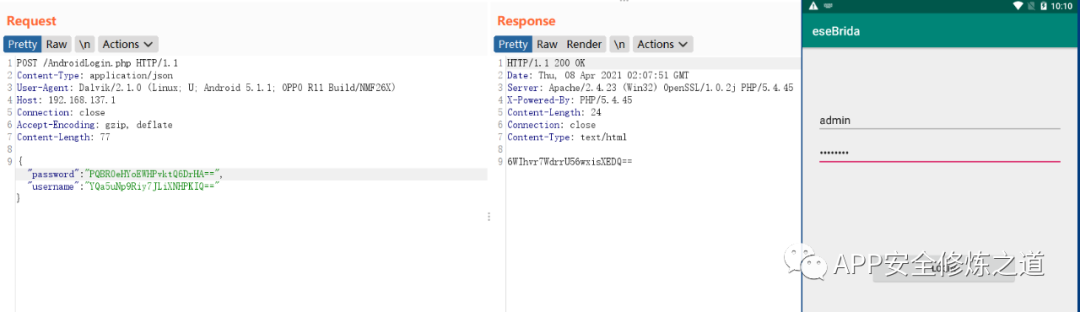 Request
Pretty Raw \n Actions
1 POST /AndroidLogin.php HTTP/1.1
2 Content-Type: application/json
3 User-Agent: Dalvik/2.1.0 (Linux; U; Android 5.1.1; OPPO R11 Build/NMF26X)
4 Host: 192.168.137.1
5 Connection: close
6 Accept-Encoding: gzip, deflate
7 Content-Length: 77
8
9 {
"password":"PQBR0eHYoEWHPvktQ6DrHA==",
"username":"YQa5uNp9Riy7JLiXNHPKIQ=="
}
Response
Pretty Raw Render \n Actions
1 HTTP/1.1 200 OK
2 Date: Thu, 08 Apr 2021 02:07:51 GMT
3 Server: Apache/2.4.23 (Win32) OpenSSL/1.0.2j PHP/5.4.45
4 X-Powered-By: PHP/5.4.45
5 Content-Length: 24
6 Connection: close
7 Content-Type: text/html
8
9 6WIhvr7WdrrU56wxisXEDQ==
10:10
eseBrida
admin
••••••••
APP安全修炼之道